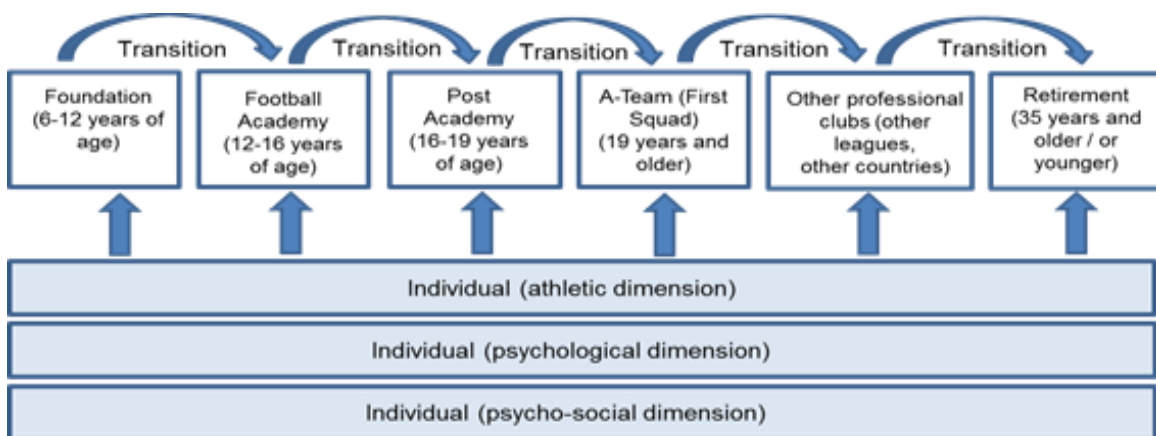 Transition
Transition
Transition
Transition
Transition
Foundation
(6-12 years of
age)
Football
Academy
(12-16 years
of age)
Post
Academy
(16-19 years
of age)
A-Team (First
Squad)
(19 years and
older)
Other professional
clubs (other
leagues,
other countries)
Retirement
(35 years and
older / or
younger)
Individual (athletic dimension)
Individual (psychological dimension)
Individual (psycho-social dimension)